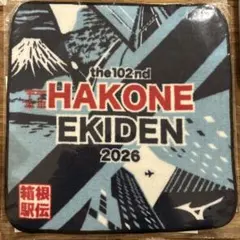 the 102nd
HAKONE
EKIDEN
2026
箱根
駅伝